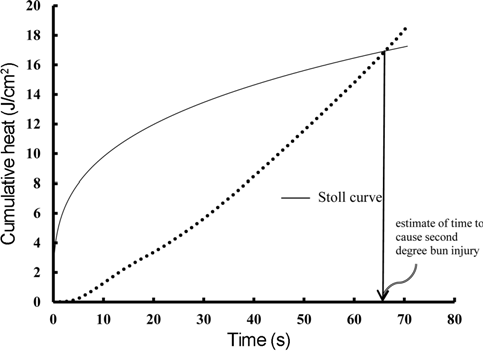 20
18
16
14
12
10
8
6
4
2
0
Cumulative heat (J/cm²)
Stoll curve
estimate of time to
cause second
degree bun injury
0 10 20 30 40 50 60 70 80
Time (s)